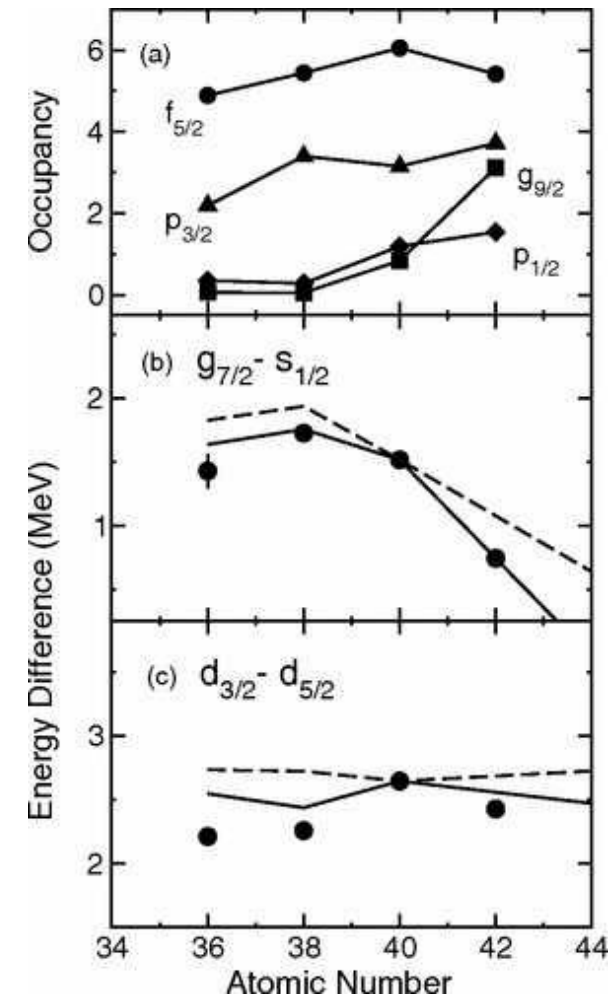 6
(a)
f5/2
4
g9/2
2
p3/2
p1/2
0
Occupancy
(b) g7/2- s1/2
2
1
Energy Difference (MeV)
(c) d3/2- d5/2
3
2
34 36 38 40 42 44
Atomic Number